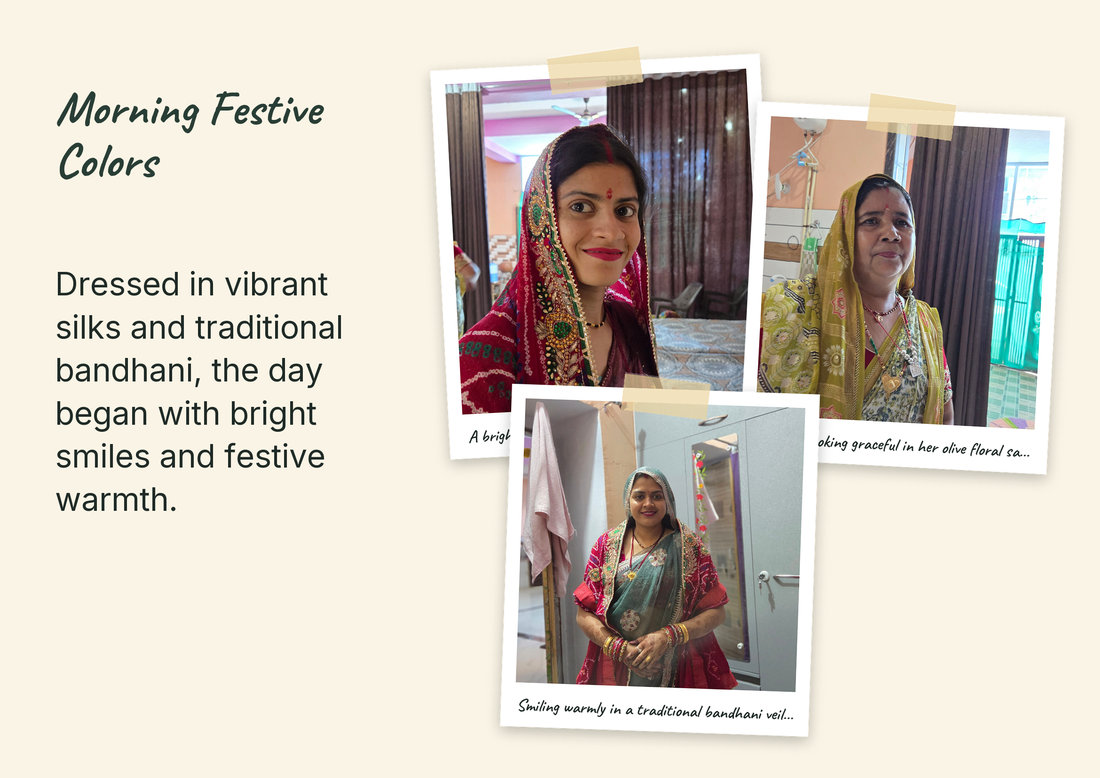 Morning Festive
Colors
Dressed in vibrant
silks and traditional
bandhani, the day
began with bright
smiles and festive
warmth.
A brigh
oking graceful in her olive floral sa...
Smiling warmly in a traditional bandhani veil...